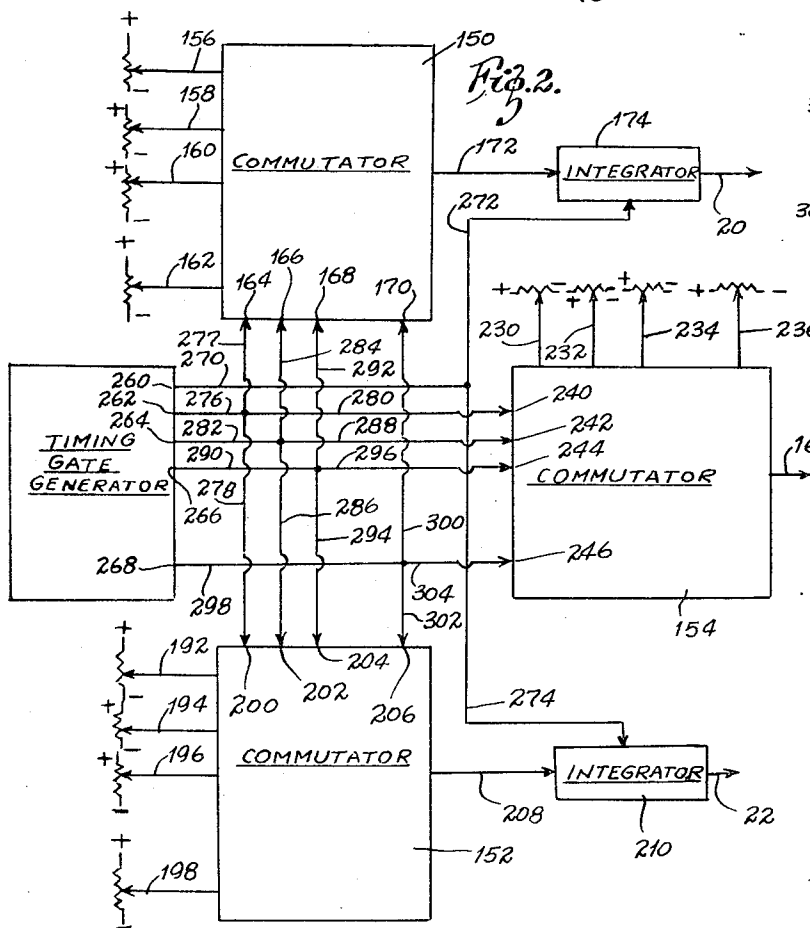 + 156 150
- Fig. 2.
+ 158 174
-
+ 160 COMMUTATOR 172 INTEGRATOR
- 272 20
+ 162 164 166 168 170
- + - + - + - + -
277 284 230 232 234 236
270 292
260
262 276 280 240
264 282 288 242
TIMING 290 296 244
GATE COMMUTATOR 16
GENERATOR 278 286
266 294 300
268 304 246
298 302 154
+ 192
- 200 202 204 206 274
+ 194
-
+ 196 COMMUTATOR INTEGRATOR
- 208 22
152 210
+ 198
-